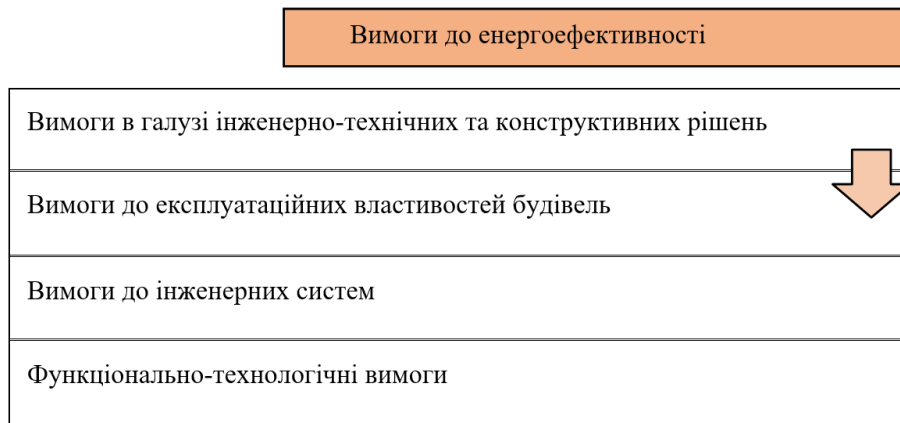 Вимоги до енергоефективності
Вимоги в галузі інженерно-технічних та конструктивних рішень
Вимоги до експлуатаційних властивостей будівель
Вимоги до інженерних систем
Функціонально-технологічні вимоги